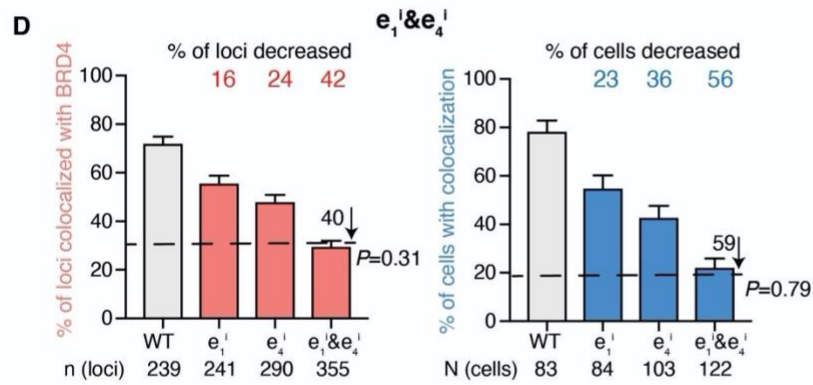 D
e₁ⁱ&e₄ⁱ
% of loci decreased
16 24 42
% of loci colocalized with BRD4
100
80
60
40
20
0
40
P=0.31
WT e₁ⁱ e₄ⁱ e₁ⁱ&e₄ⁱ
n (loci) 239 241 290 355
% of cells decreased
23 36 56
% of cells with colocalization
100
80
60
40
20
0
59
P=0.79
WT e₁ⁱ e₄ⁱ e₁ⁱ&e₄ⁱ
N (cells) 83 84 103 122